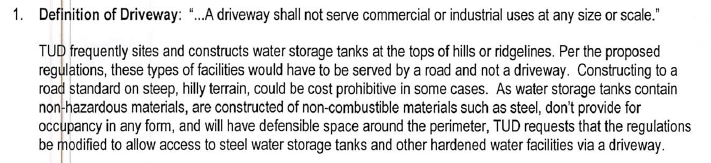 1. Definition of Driveway: "...A driveway shall not serve commercial or industrial uses at any size or scale."
TUD frequently sites and constructs water storage tanks at the tops of hills or ridgelines. Per the proposed
regulations, these types of facilities would have to be served by a road and not a driveway. Constructing to a
road standard on steep, hilly terrain, could be cost prohibitive in some cases. As water storage tanks contain
non-hazardous materials, are constructed of non-combustible materials such as steel, don't provide for
occupancy in any form, and will have defensible space around the perimeter, TUD requests that the regulations
be modified to allow access to steel water storage tanks and other hardened water facilities via a driveway.